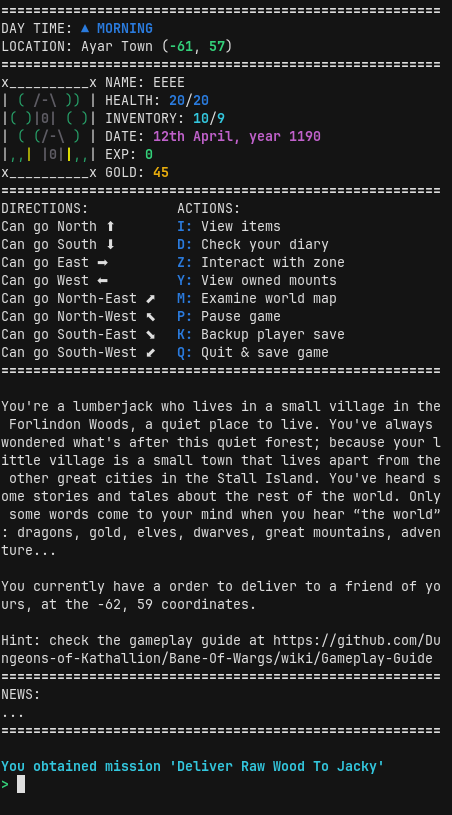 =======================================================
DAY TIME: ▲ MORNING
LOCATION: Ayar Town (-61, 57)
=======================================================
x__________x NAME: EEEE
| ( /-\ )) | HEALTH: 20/20
|( )|0| ( )| INVENTORY: 10/9
| ( (/-\ ) | DATE: 12th April, year 1190
|,,| |0||,,| EXP: 0
x__________x GOLD: 45
=======================================================
DIRECTIONS:           ACTIONS:
Can go North ⬆        I: View items
Can go South ⬇        D: Check your diary
Can go East ➡         Z: Interact with zone
Can go West ⬅         Y: View owned mounts
Can go North-East ⬈   M: Examine world map
Can go North-West ⬉   P: Pause game
Can go South-East ⬊   K: Backup player save
Can go South-West ⬋   Q: Quit & save game
=======================================================
You're a lumberjack who lives in a small village in the
 Forlindon Woods, a quiet place to live. You've always
wondered what's after this quiet forest; because your l
ittle village is a small town that lives apart from the
 other great cities in the Stall Island. You've heard s
ome stories and tales about the rest of the world. Only
 some words come to your mind when you hear “the world”
: dragons, gold, elves, dwarves, great mountains, adven
ture...
You currently have a order to deliver to a friend of yo
urs, at the -62, 59 coordinates.
Hint: check the gameplay guide at https://github.com/Du
ngeons-of-Kathallion/Bane-Of-Wargs/wiki/Gameplay-Guide
=======================================================
NEWS:
...
=======================================================
You obtained mission 'Deliver Raw Wood To Jacky'
>